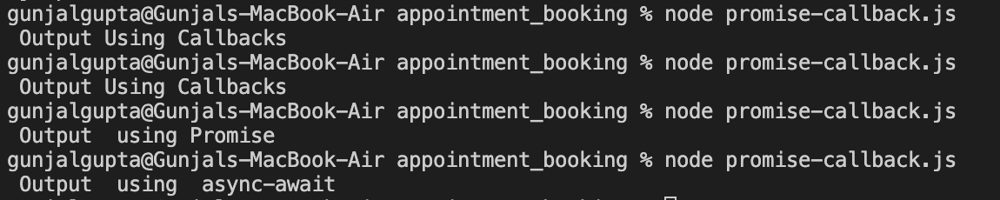 gunjalgupta@Gunjals-MacBook-Air appointment_booking % node promise-callback.js
 Output Using Callbacks
gunjalgupta@Gunjals-MacBook-Air appointment_booking % node promise-callback.js
 Output Using Callbacks
gunjalgupta@Gunjals-MacBook-Air appointment_booking % node promise-callback.js
 Output  using Promise
gunjalgupta@Gunjals-MacBook-Air appointment_booking % node promise-callback.js
 Output  using  async-await